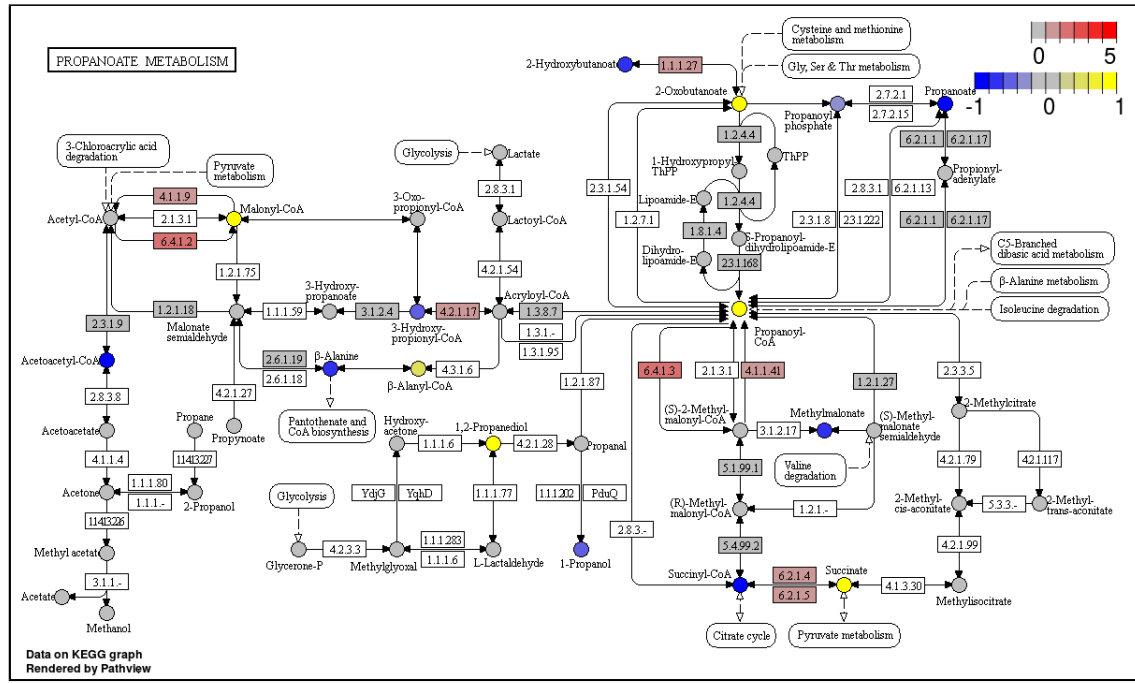 PROPANOATE METABOLISM
Cysteine and methionine
metabolism
0
5
-1
0
1
2-Hydroxybutanoate
1.1.1.27
Gly, Ser & Thr metabolism
2-Oxobutanoate
Propanoyl
phosphate
2.7.2.1
2.7.2.15
Propanoate
3-Chloroacrylic acid
degradation
Pyruvate
metabolism
Glycolysis
Lactate
1.2.4.4
ThPP
6.2.1.1
6.2.1.17
1-Hydroxypropyl-
ThPP
Propionyl-
adenylate
4.1.1.9
Acetyl-CoA
2.1.3.1
Malonyl-CoA
6.4.1.2
3-Oxo-
propionyl-CoA
2.8.3.1
Lactoyl-CoA
2.3.1.54
1.2.7.1
Lipoamide-E
1.2.4.4
1.8.1.4
S-Propanoyl-
dihydrolipoamide-E
Dihydro-
lipoamide-E
2.3.1.168
2.3.1.8
2.3.1.222
2.8.3.1
6.2.1.13
6.2.1.1
6.2.1.17
C5-Branched
dibasic acid metabolism
β-Alanine metabolism
Isoleucine degradation
1.2.1.75
4.2.1.54
3-Hydroxy-
propanoate
Acryloyl-CoA
1.2.1.18
Malonate
semialdehyde
1.1.1.59
3.1.2.4
3-Hydroxy-
propionyl-CoA
4.2.1.17
1.3.8.7
1.3.1.-
1.3.1.95
Propanoyl-
CoA
2.3.1.9
Acetoacetyl-CoA
2.6.1.19
2.6.1.18
β-Alanine
β-Alanyl-CoA
4.3.1.6
1.2.1.87
6.4.1.3
2.1.3.1
4.1.1.41
1.2.1.27
2.3.3.5
2.8.3.8
4.2.1.27
Pantothenate and
CoA biosynthesis
Propane
Propynoate
Acetoacetate
Hydroxy-
acetone
1,2-Propanediol
1.1.1.6
4.2.1.28
Propanal
(S)-2-Methyl-
malonyl-CoA
3.1.2.17
Methylmalonate
(S)-Methyl-
malonate
semialdehyde
2-Methylcitrate
4.1.1.4
1.14.13.227
Valine
degradation
5.1.99.1
4.2.1.79
4.2.1.117
Acetone
1.1.1.80
1.1.1.-
2-Propanol
Glycolysis
YdjG
YqhD
1.1.1.77
1.1.1.202
PduQ
(R)-Methyl-
malonyl-CoA
1.2.1.-
2-Methyl-
cis-aconitate
5.3.3.-
2-Methyl-
trans-aconitate
1.14.13.226
2.8.3.-
Methyl acetate
Glycerone-P
4.2.3.3
Methylglyoxal
1.1.1.283
1.1.1.6
L-Lactaldehyde
1-Propanol
5.4.99.2
4.2.1.99
3.1.1.-
Acetate
Methanol
Succinyl-CoA
6.2.1.4
6.2.1.5
Succinate
4.1.3.30
Methylisocitrate
Citrate cycle
Pyruvate metabolism
Data on KEGG graph
Rendered by Pathview